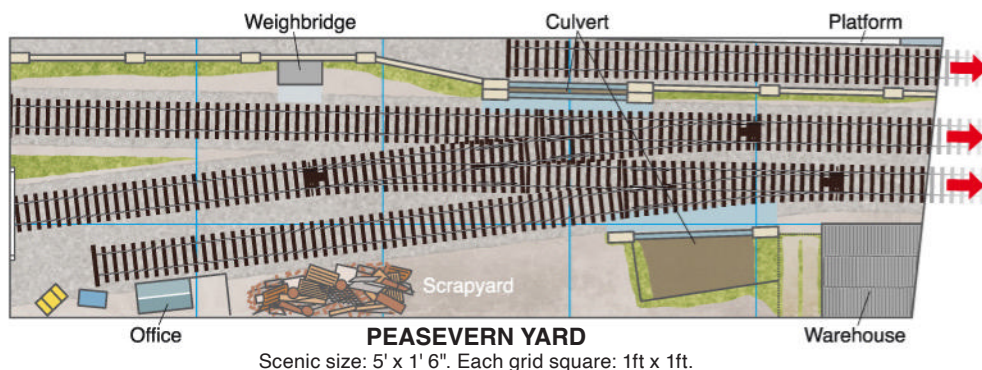 Weighbridge Culvert Platform
Scrapyard
Office PEASEVERN YARD Warehouse
Scenic size: 5' x 1' 6". Each grid square: 1ft x 1ft.